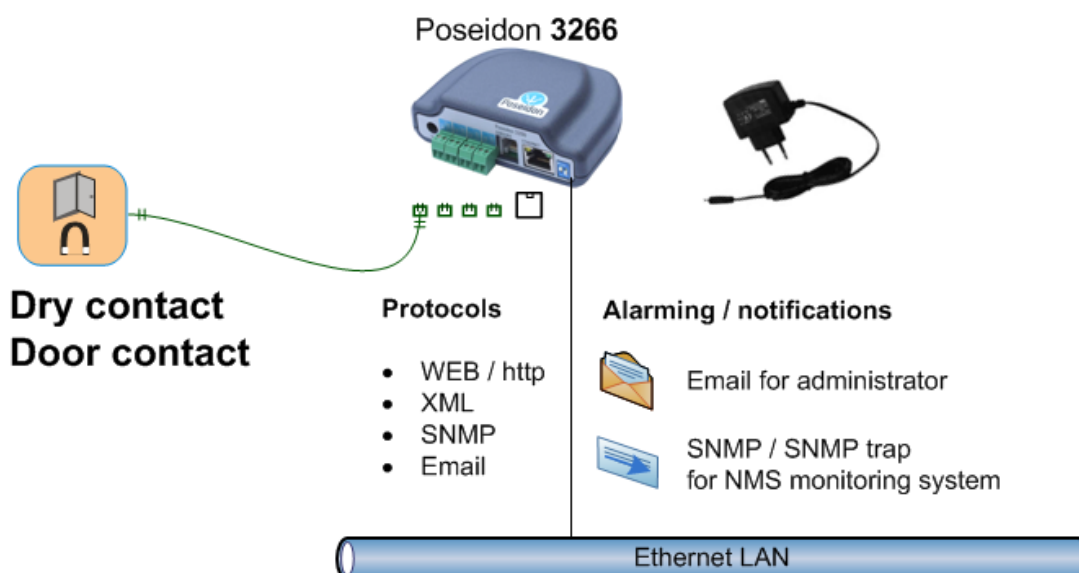 Poseidon 3266
Poseidon
Dry contact
Door contact
Protocols
• WEB / http
• XML
• SNMP
• Email
Alarming / notifications
Email for administrator
SNMP / SNMP trap
for NMS monitoring system
Ethernet LAN